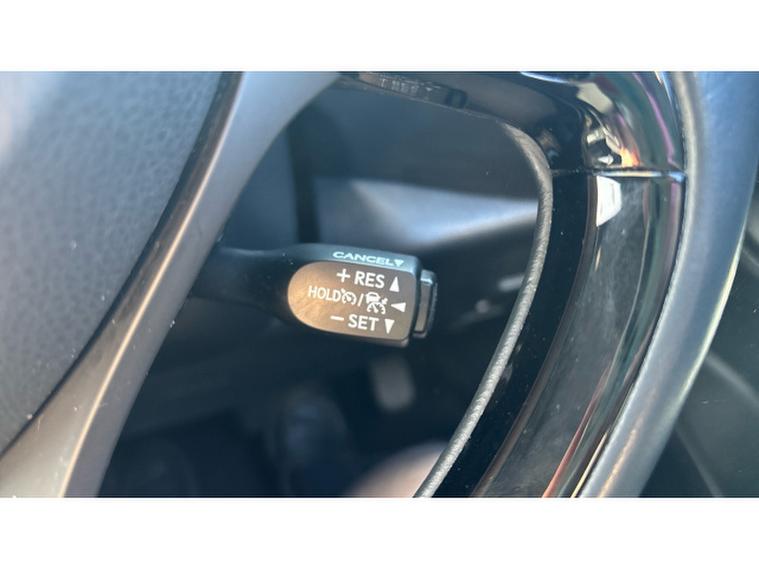 CANCEL▼
+ RES ▲
HOLD / ◀
− SET ▼